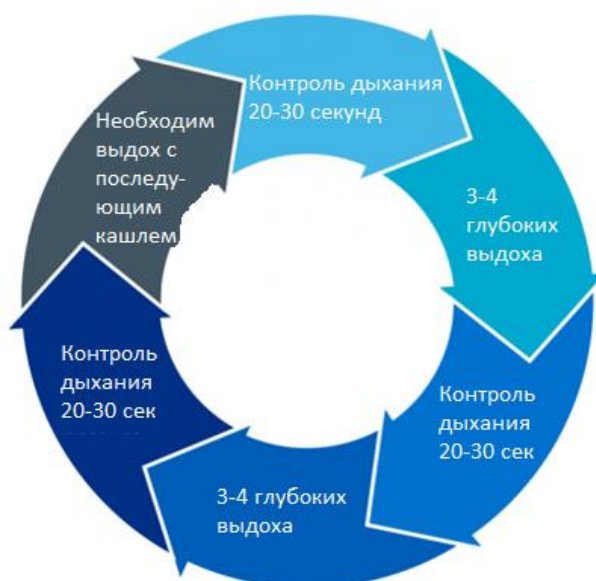 Контроль дыхания
20-30 секунд
3-4
глубоких
выдоха
Контроль
дыхания
20-30 сек
3-4 глубоких
выдоха
Контроль
дыхания
20-30 сек
Необходим
выдох с
последу-
ющим
кашлем